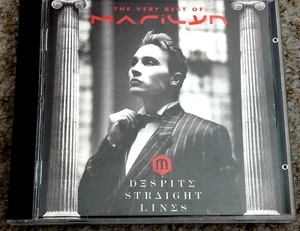 THE VERY BEST OF:
MARILYN
M
DESPITE
STRAIGHT
LINES